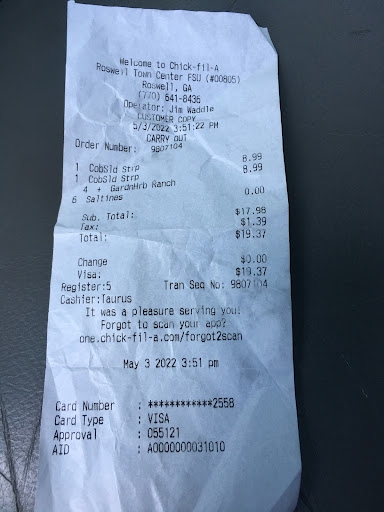 Welcome to Chick-fil-A
Roswell Town Center FSU (#00805)
Roswell, GA
(770) 641-8436
Operator: Jim Waddle
CUSTOMER COPY
5/3/2022 3:51:22 PM
CARRY OUT
Order Number: 9807104
1 CobSld Strp 8.99
1 CobSld Strp 8.99
4 + GardnHrb Ranch
6 Saltines 0.00
Sub. Total: $17.98
Tax: $1.39
Total: $19.37
Change $0.00
Visa: $19.37
Register:5 Tran Seq No: 9807104
Cashier:Taurus
It was a pleasure serving you!
Forgot to scan your app?
one.chick-fil-a.com/forgot2scan
May 3 2022 3:51 pm
Card Number : ************2558
Card Type : VISA
Approval : 055121
AID : A0000000031010